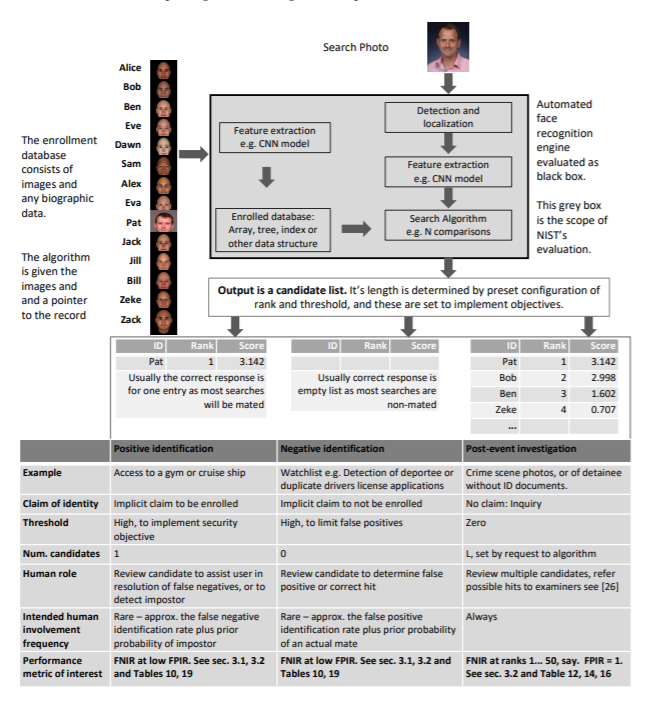 Search Photo
Alice
Bob
Ben
Eve
Dawn
Sam
Alex
Eva
Pat
Jack
Jill
Bill
Zeke
Zack
The enrollment
database
consists of
images and
any biographic
data.
The algorithm
is given the
images and
and a pointer
to the record
Feature extraction
e.g. CNN model
Enrolled database:
Array, tree, index or
other data structure
Detection and
localization
Feature extraction
e.g. CNN model
Search Algorithm
e.g. N comparisons
Automated
face
recognition
engine
evaluated as
black box.
This grey box
is the scope of
NIST's
evaluation.
Output is a candidate list. It's length is determined by preset configuration of
rank and threshold, and these are set to implement objectives.
ID Rank Score
Pat 1 3.142
Usually the correct response is
for one entry as most searches
will be mated
ID Rank Score
Usually correct response is
empty list as most searches are
non-mated
ID Rank Score
Pat 1 3.142
Bob 2 2.998
Ben 3 1.602
Zeke 4 0.707
...
Positive identification Negative identification Post-event investigation
Example Access to a gym or cruise ship Watchlist e.g. Detection of deportee or Crime scene photos, or of detainee
duplicate drivers license applications without ID documents.
Claim of identity Implicit claim to be enrolled Implicit claim to not be enrolled No claim: Inquiry
Threshold High, to implement security High, to limit false positives Zero
objective
Num. candidates 1 0 L, set by request to algorithm
Human role Review candidate to assist user in Review candidate to determine false Review multiple candidates, refer
resolution of false negatives, or to positive or correct hit possible hits to examiners see [26]
detect impostor
Intended human Rare – approx. the false negative Rare – approx. the false positive Always
involvement identification rate plus prior identification rate plus prior probability
frequency probability of impostor of an actual mate
Performance FNIR at low FPIR. See sec. 3.1, 3.2 FNIR at low FPIR. See sec. 3.1, 3.2 and FNIR at ranks 1... 50, say. FPIR = 1.
metric of interest and Tables 10, 19 Tables 10, 19 See sec. 3.2 and Table 12, 14, 16